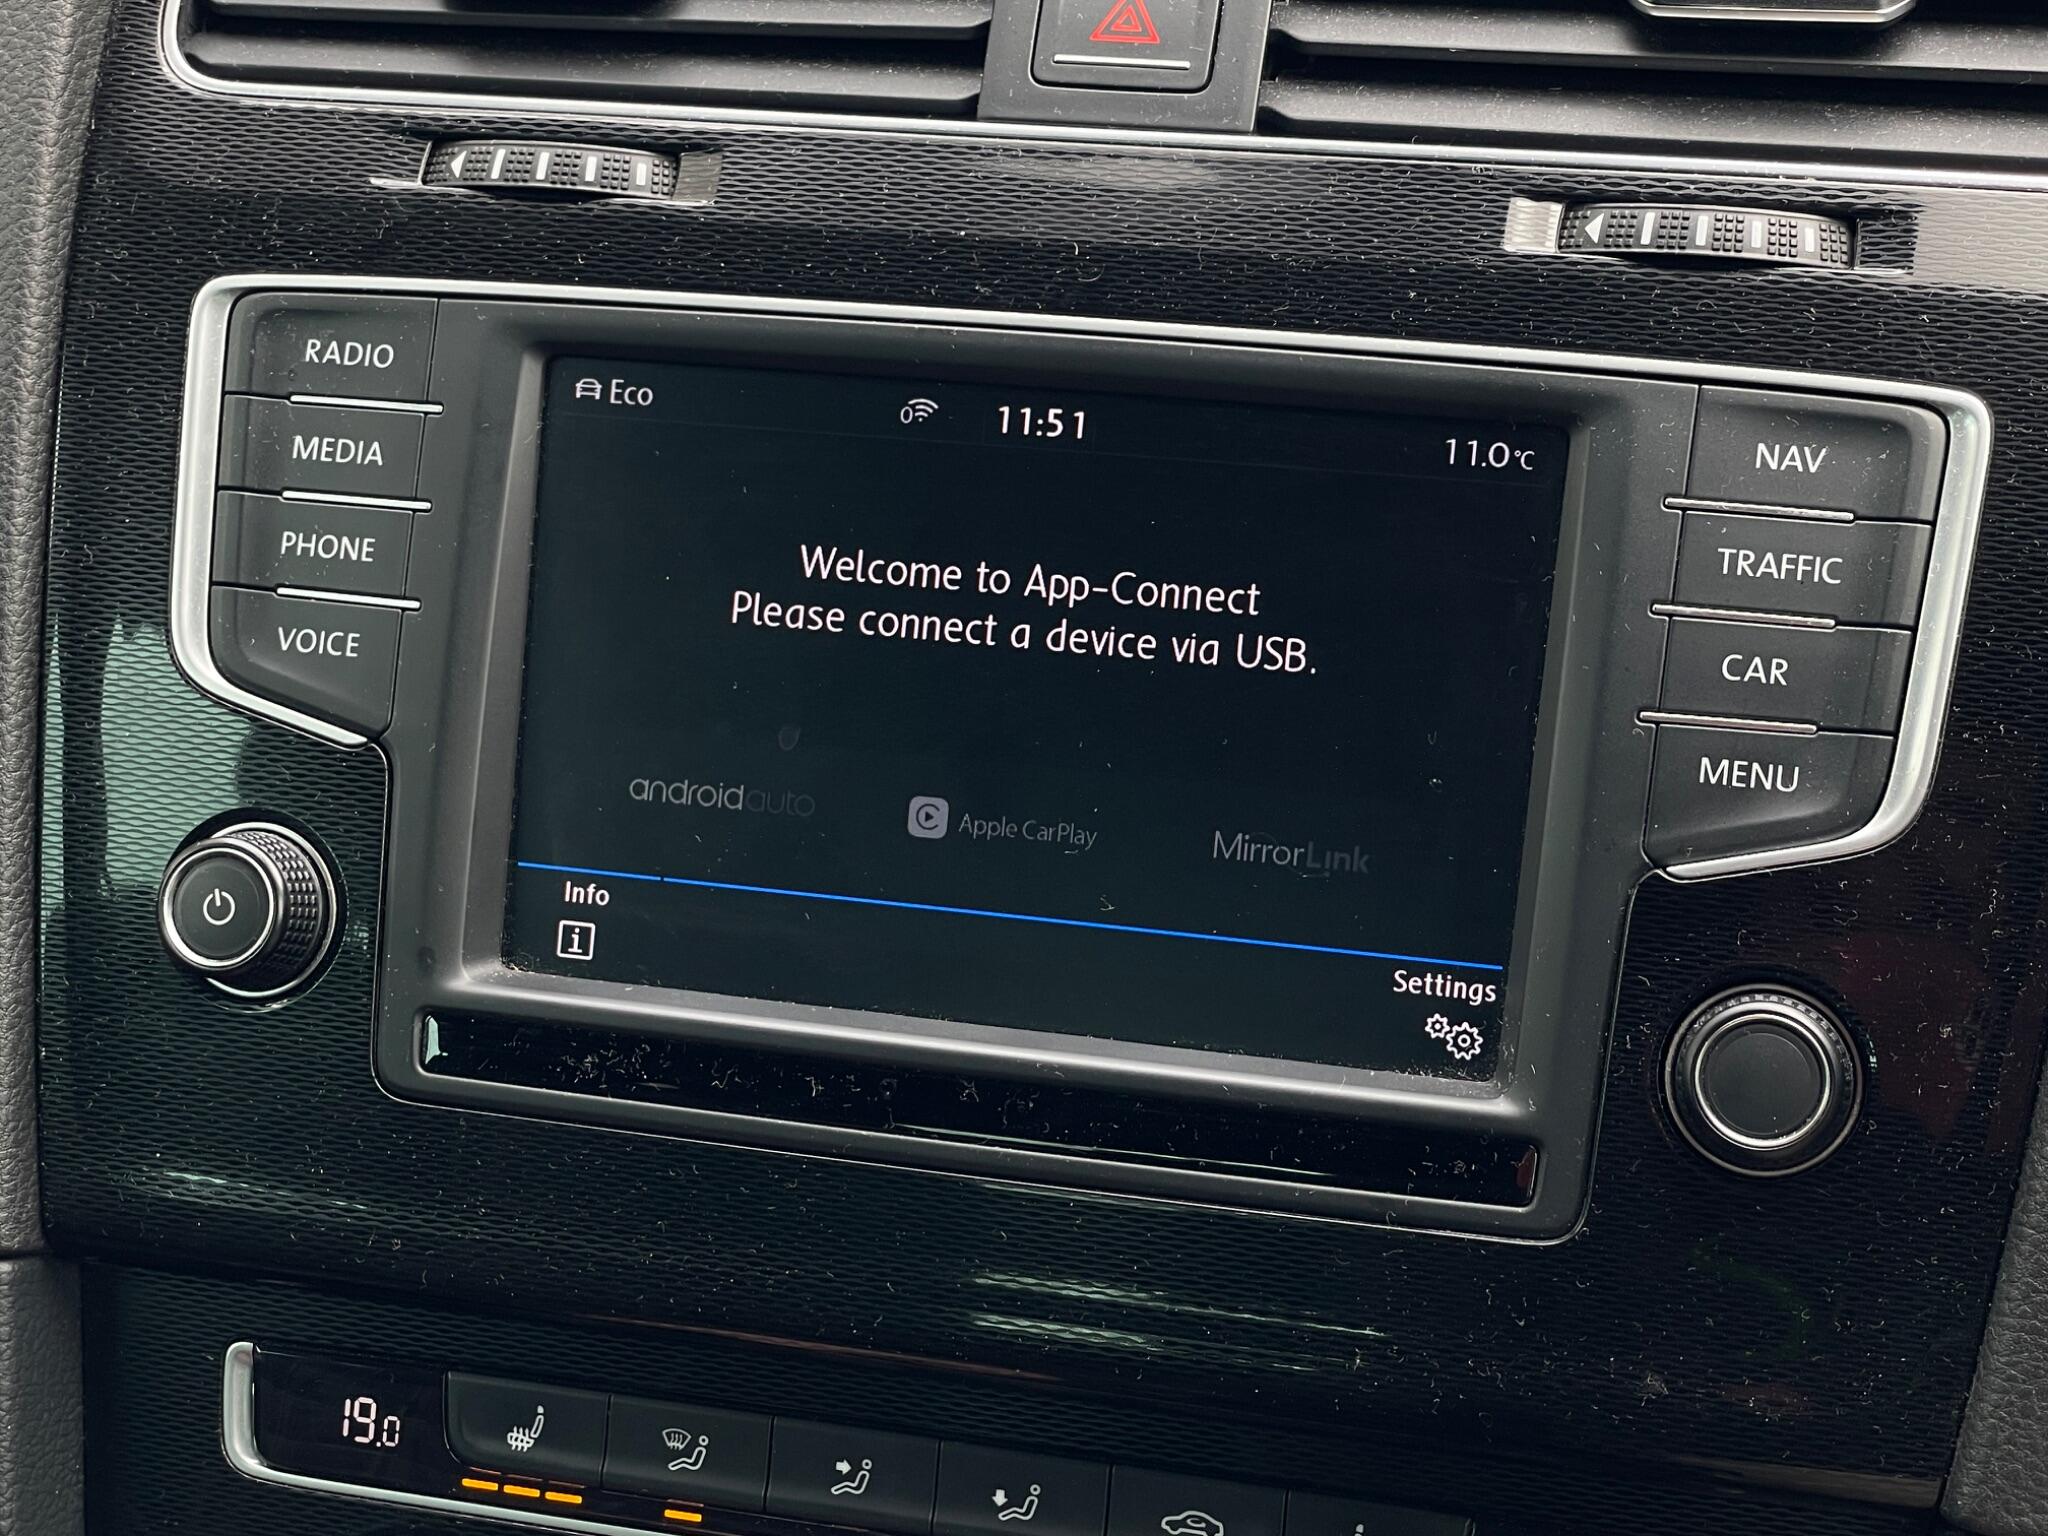 RADIO
MEDIA
PHONE
VOICE
Eco
0
11:51
11.0°C
Welcome to App-Connect
Please connect a device via USB.
androidauto
Apple CarPlay
MirrorLink
Info
i
Settings
NAV
TRAFFIC
CAR
MENU
19.0